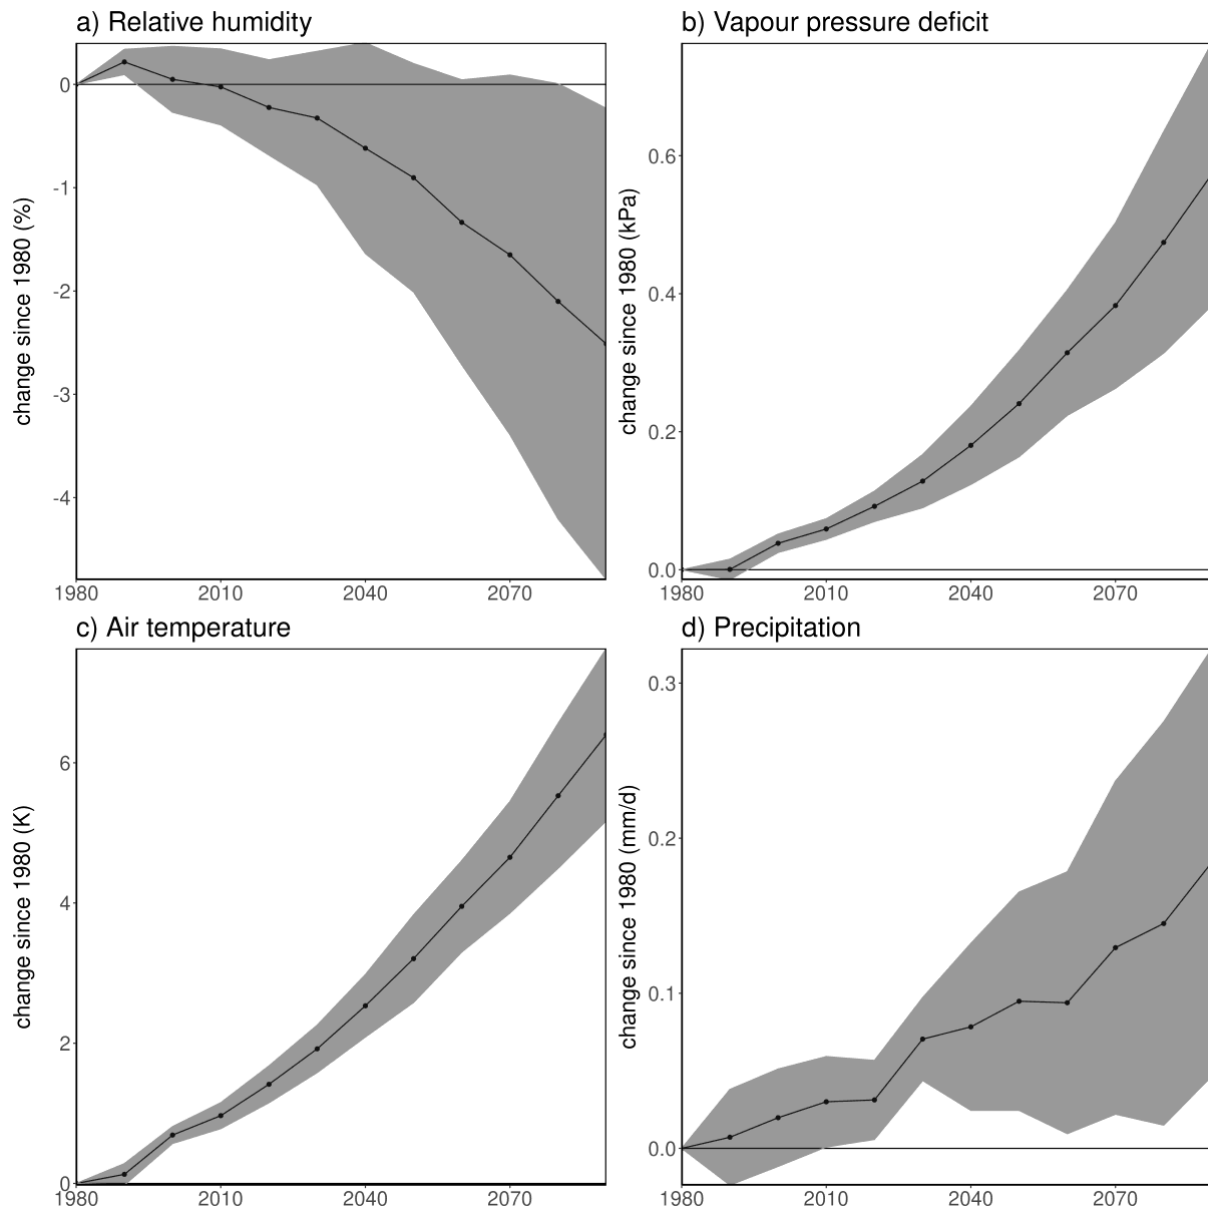 a) Relative humidity
change since 1980 (%)
0
-1
-2
-3
-4
1980 2010 2040 2070
b) Vapour pressure deficit
change since 1980 (kPa)
0.6
0.4
0.2
0.0
1980 2010 2040 2070
c) Air temperature
change since 1980 (K)
6
4
2
0
1980 2010 2040 2070
d) Precipitation
change since 1980 (mm/d)
0.3
0.2
0.1
0.0
1980 2010 2040 2070